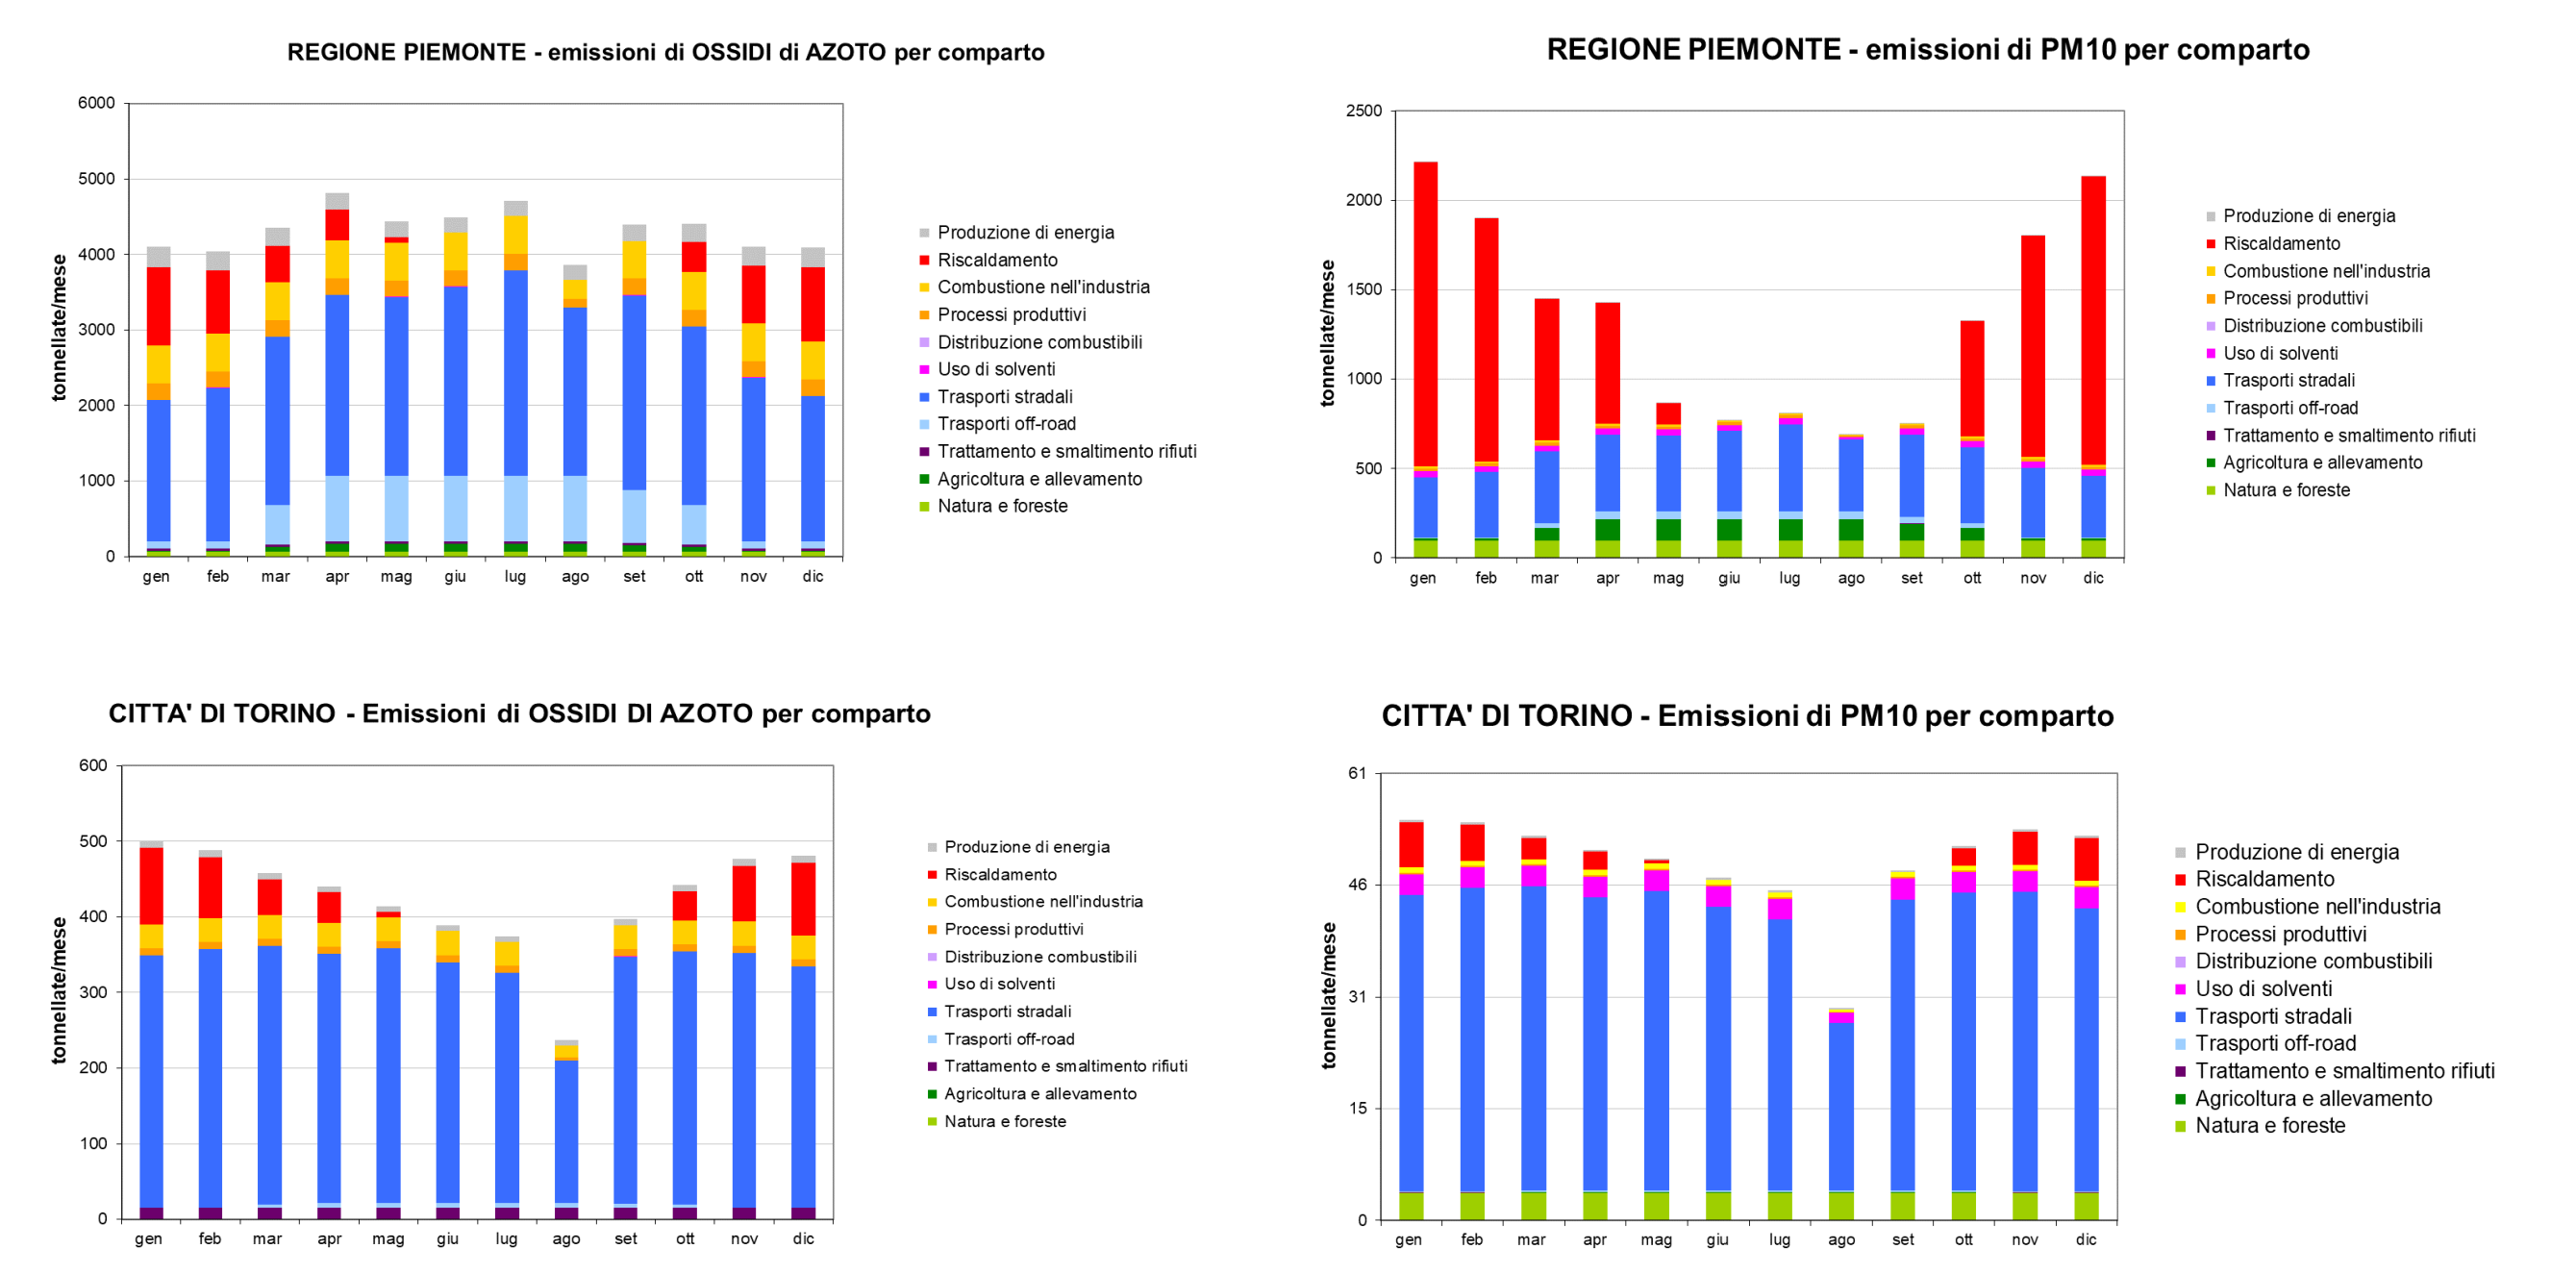 REGIONE PIEMONTE - emissioni di OSSIDI di AZOTO per comparto
tonnellate/mese
6000
5000
4000
3000
2000
1000
0
gen feb mar apr mag giu lug ago set ott nov dic
Produzione di energia
Riscaldamento
Combustione nell'industria
Processi produttivi
Distribuzione combustibili
Uso di solventi
Trasporti stradali
Trasporti off-road
Trattamento e smaltimento rifiuti
Agricoltura e allevamento
Natura e foreste
REGIONE PIEMONTE - emissioni di PM10 per comparto
tonnellate/mese
2500
2000
1500
1000
500
0
gen feb mar apr mag giu lug ago set ott nov dic
Produzione di energia
Riscaldamento
Combustione nell'industria
Processi produttivi
Distribuzione combustibili
Uso di solventi
Trasporti stradali
Trasporti off-road
Trattamento e smaltimento rifiuti
Agricoltura e allevamento
Natura e foreste
CITTA' DI TORINO - Emissioni di OSSIDI DI AZOTO per comparto
tonnellate/mese
600
500
400
300
200
100
0
gen feb mar apr mag giu lug ago set ott nov dic
Produzione di energia
Riscaldamento
Combustione nell'industria
Processi produttivi
Distribuzione combustibili
Uso di solventi
Trasporti stradali
Trasporti off-road
Trattamento e smaltimento rifiuti
Agricoltura e allevamento
Natura e foreste
CITTA' DI TORINO - Emissioni di PM10 per comparto
tonnellate/mese
61
46
31
15
0
gen feb mar apr mag giu lug ago set ott nov dic
Produzione di energia
Riscaldamento
Combustione nell'industria
Processi produttivi
Distribuzione combustibili
Uso di solventi
Trasporti stradali
Trasporti off-road
Trattamento e smaltimento rifiuti
Agricoltura e allevamento
Natura e foreste